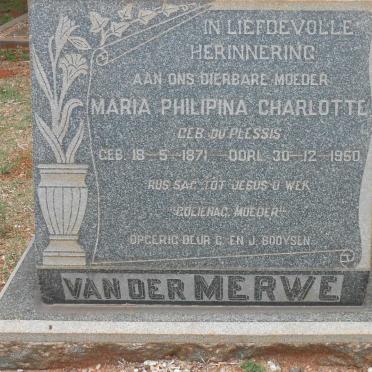 IN LIEFDEVOLLE
HERINNERING
AAN ONS DIERBARE MOEDER
MARIA PHILIPINA CHARLOTTE
GEB. DU PLESSIS
GEB. 18-5-1871 OORL. 30-12-1960
RUS SAG TOT JESUS U WEK
MOEDER"
OPGERIG DEUR C. EN J. BOOYSEN
VAN DER MERWE